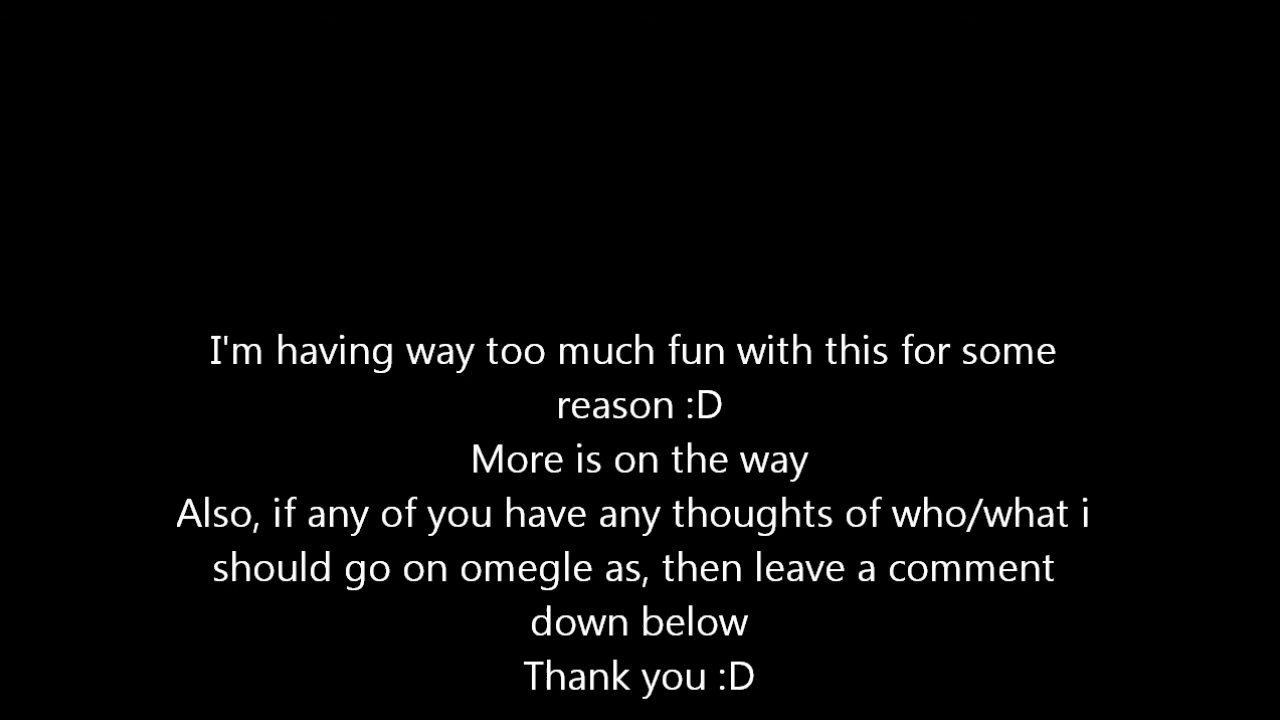 I'm having way too much fun with this for some
reason :D
More is on the way
Also, if any of you have any thoughts of who/what i
should go on omegle as, then leave a comment
down below
Thank you :D